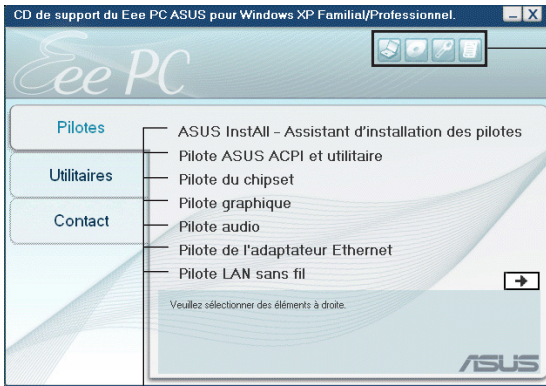 CD de support du Eee PC ASUS pour Windows XP Familial/Professionnel.
Eee PC
Pilotes
Utilitaires
Contact
ASUS InstAll - Assistant d'installation des pilotes
Pilote ASUS ACPI et utilitaire
Pilote du chipset
Pilote graphique
Pilote audio
Pilote de l'adaptateur Ethernet
Pilote LAN sans fil
Veuillez sélectionner des éléments à droite.
ASUS